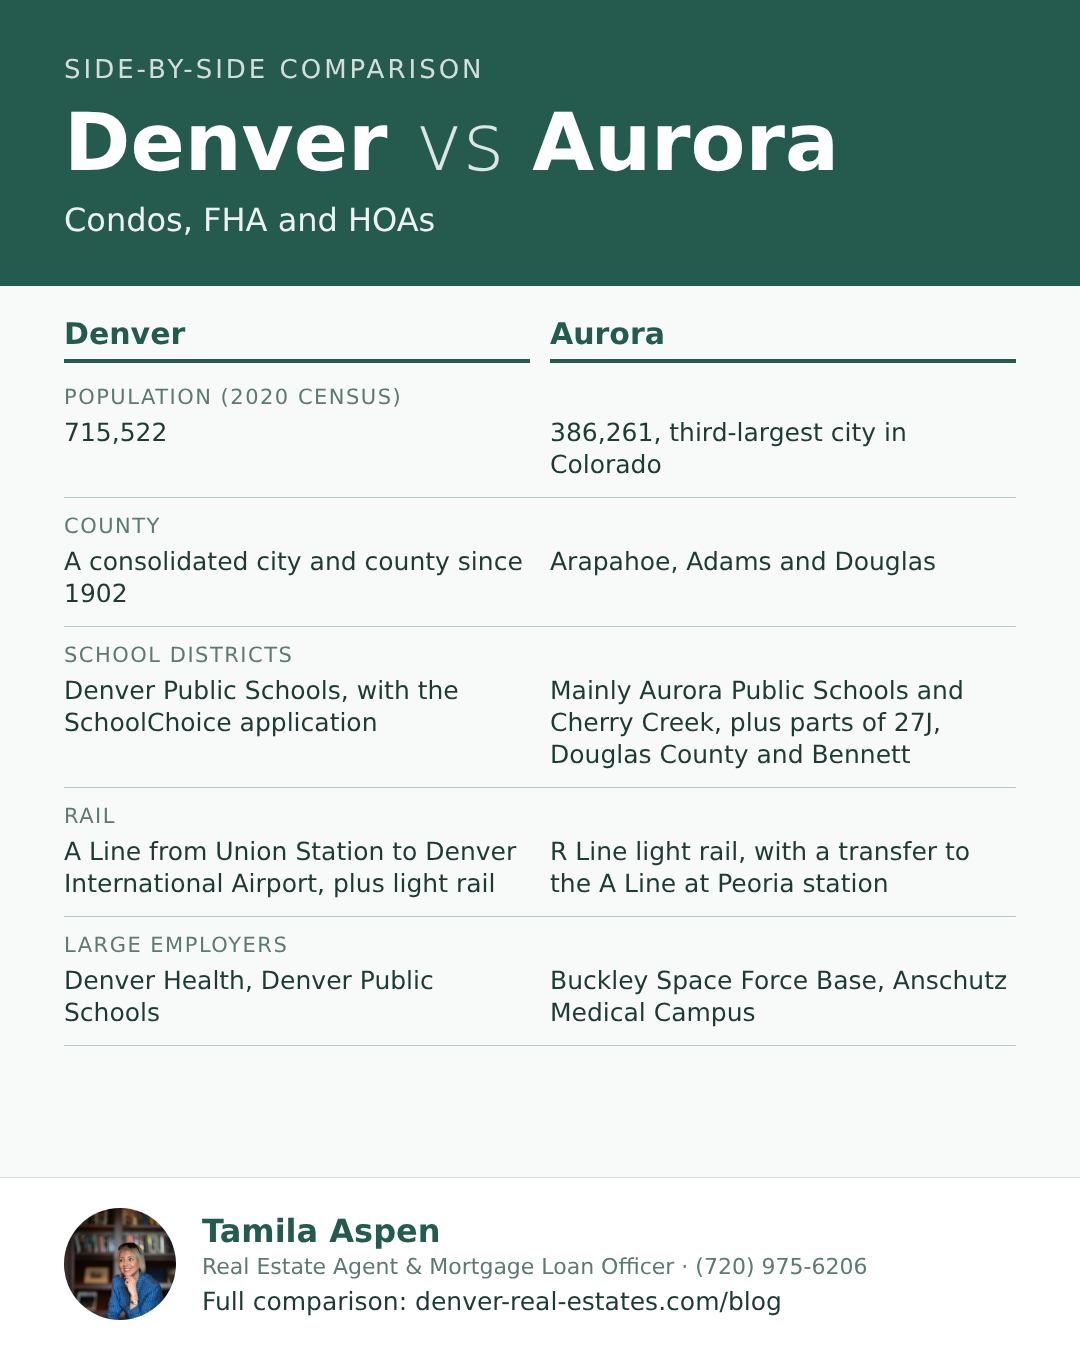 SIDE-BY-SIDE COMPARISON
Denver VS Aurora
Condos, FHA and HOAs
Denver
Aurora
POPULATION (2020 CENSUS)
715,522
386,261, third-largest city in
Colorado
COUNTY
A consolidated city and county since
1902
Arapahoe, Adams and Douglas
SCHOOL DISTRICTS
Denver Public Schools, with the
SchoolChoice application
Mainly Aurora Public Schools and
Cherry Creek, plus parts of 27J,
Douglas County and Bennett
RAIL
A Line from Union Station to Denver
International Airport, plus light rail
R Line light rail, with a transfer to
the A Line at Peoria station
LARGE EMPLOYERS
Denver Health, Denver Public
Schools
Buckley Space Force Base, Anschutz
Medical Campus
Tamila Aspen
Real Estate Agent & Mortgage Loan Officer · (720) 975-6206
Full comparison: denver-real-estates.com/blog